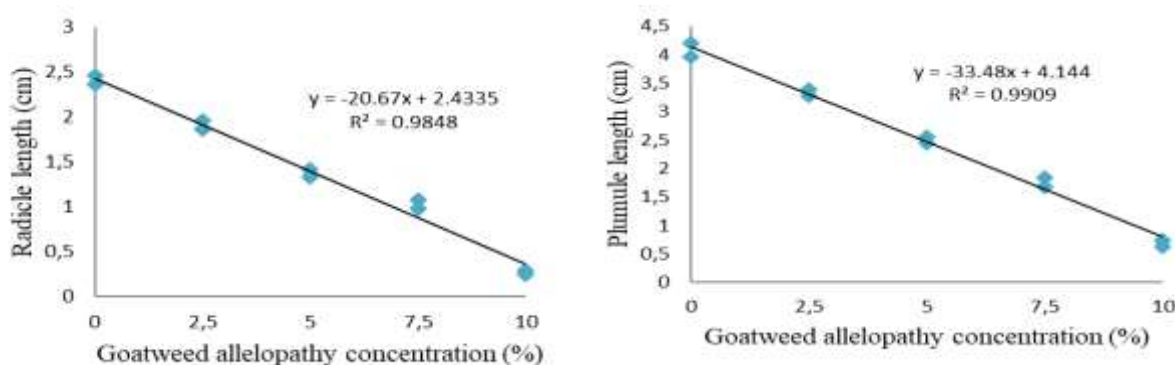 3
2,5
2
1,5
1
0,5
0
Radicle length (cm)
y = -20.67x + 2.4335
R² = 0.9848
0 2,5 5 7,5 10
Goatweed allelopathy concentration (%)
4,5
4
3,5
3
2,5
2
1,5
1
0,5
0
Plumule length (cm)
y = -33.48x + 4.144
R² = 0.9909
0 2,5 5 7,5 10
Goatweed allelopathy concentration (%)